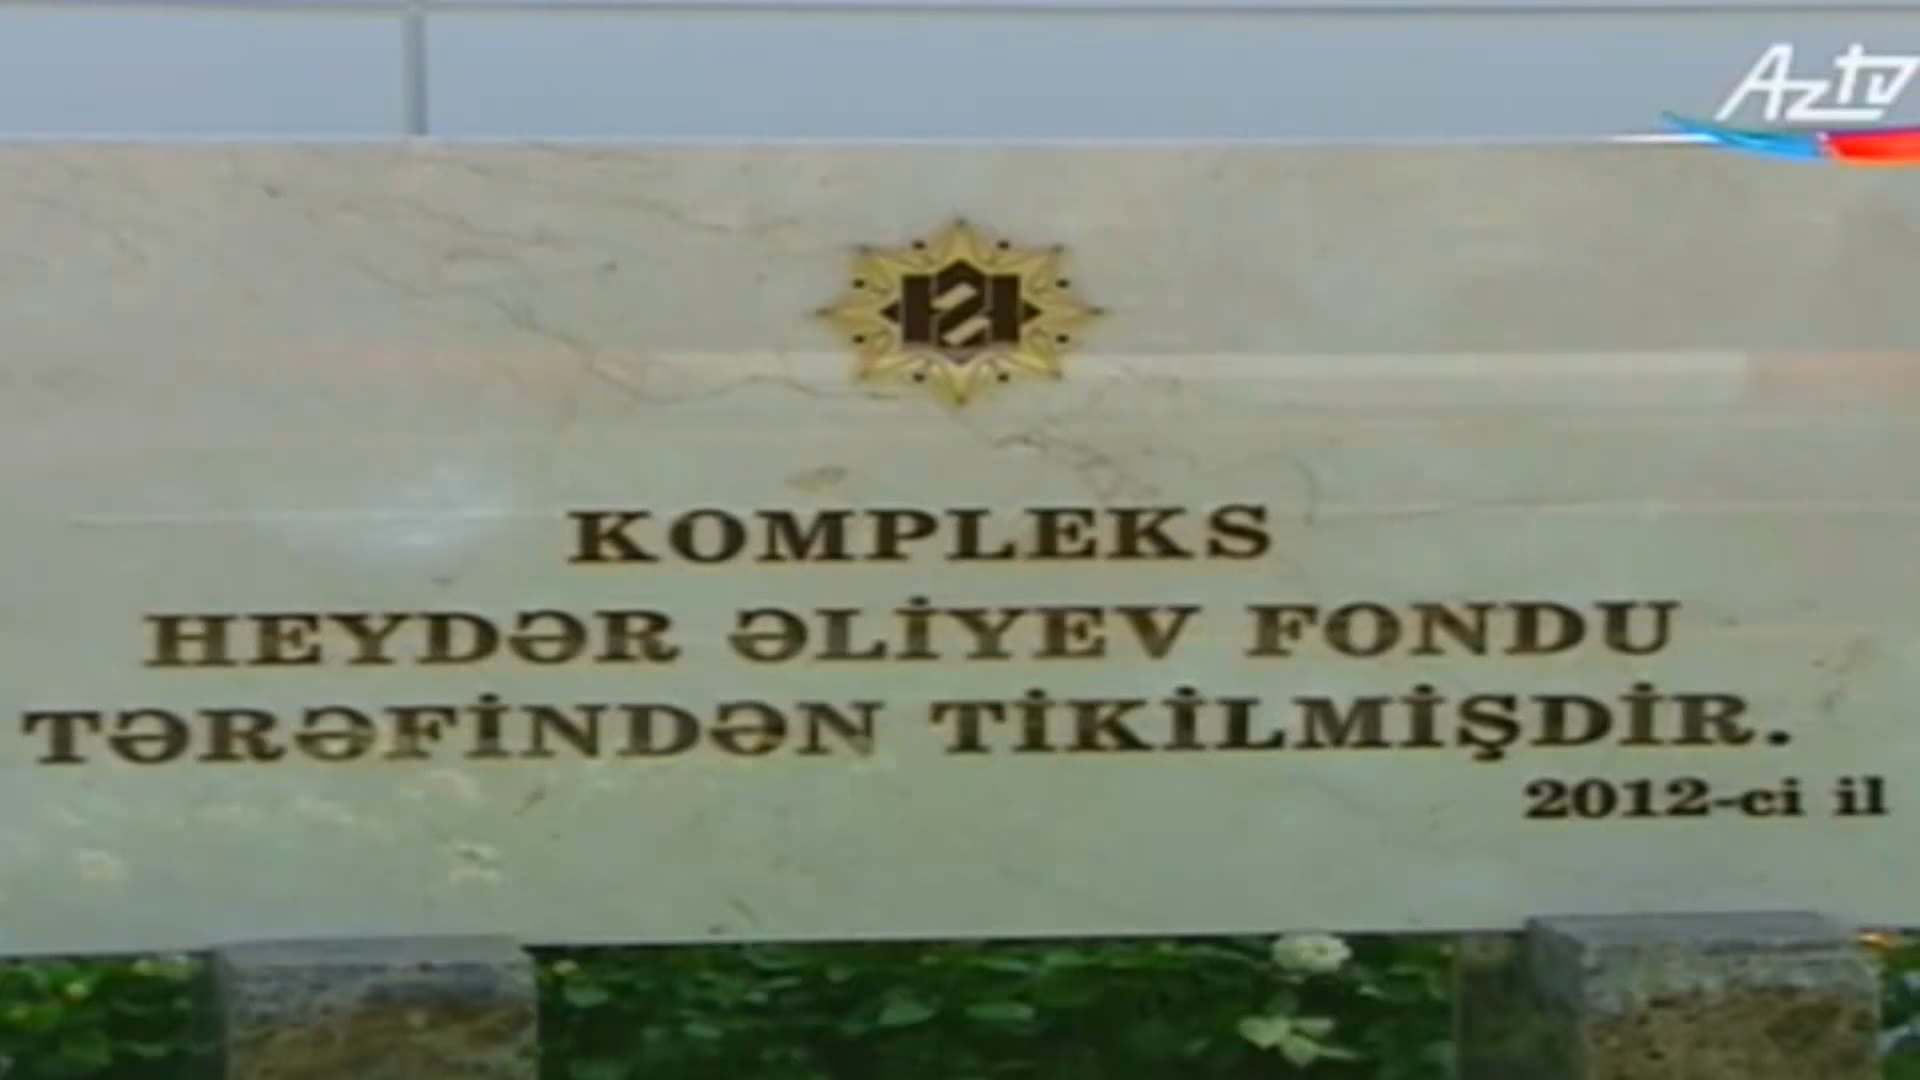 Aztv
KOMPLEKS
HEYDƏR ƏLİYEV FONDU
TƏRƏFİNDƏN TİKİLMİŞDİR.
2012-ci il